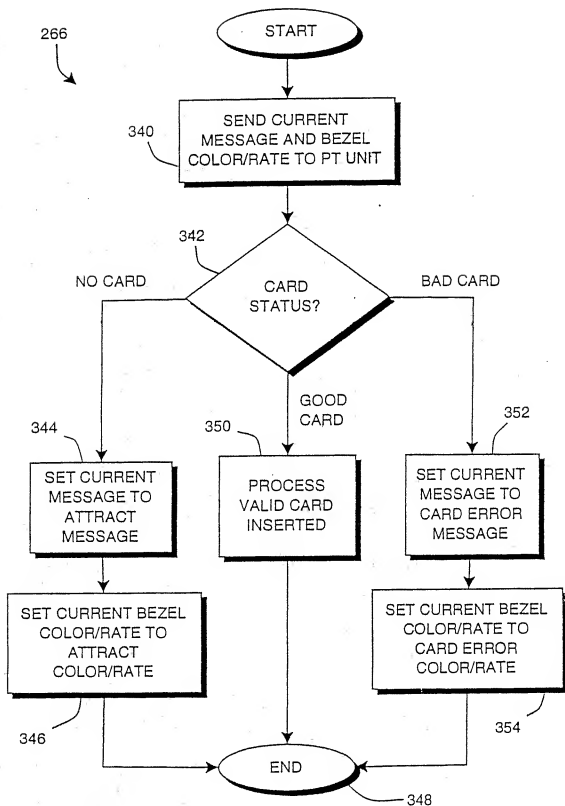 START
266
SEND CURRENT
MESSAGE AND BEZEL
COLOR/RATE TO PT UNIT
340
342
CARD
STATUS?
NO CARD
BAD CARD
GOOD
CARD
344
SET CURRENT
MESSAGE TO
ATTRACT
MESSAGE
350
PROCESS
VALID CARD
INSERTED
352
SET CURRENT
MESSAGE TO
CARD ERROR
MESSAGE
SET CURRENT BEZEL
COLOR/RATE TO
ATTRACT
COLOR/RATE
346
SET CURRENT BEZEL
COLOR/RATE TO
CARD ERROR
COLOR/RATE
354
END
348